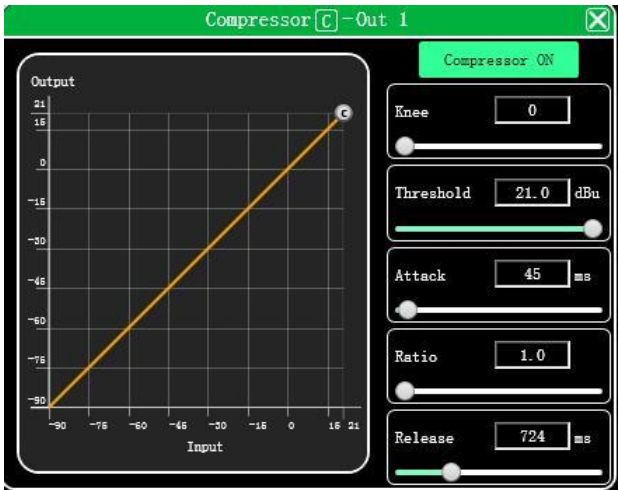 Compressor C -Out 1
Compressor ON
Output
21
15
0
-15
-30
-45
-60
-75
-90
C
-90 -75 -60 -45 -30 -15 0 15 21
Input
Knee 0
Threshold 21.0 dBu
Attack 45 ms
Ratio 1.0
Release 724 ms